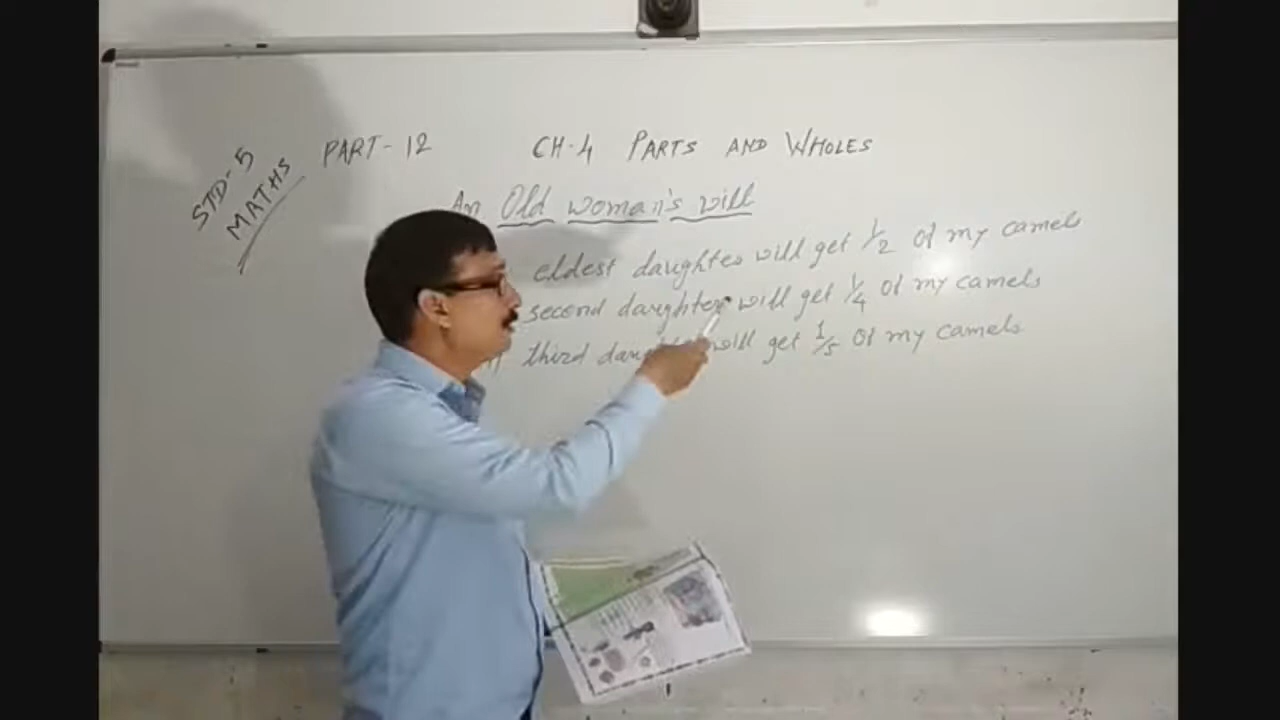 STD-5
MATHS
PART-12
CH-4 PARTS AND WHOLES
An Old woman's will
eldest daughter will get 1/2 of my camels
second daughter will get 1/4 of my camels
third will get 1/5 of my camels